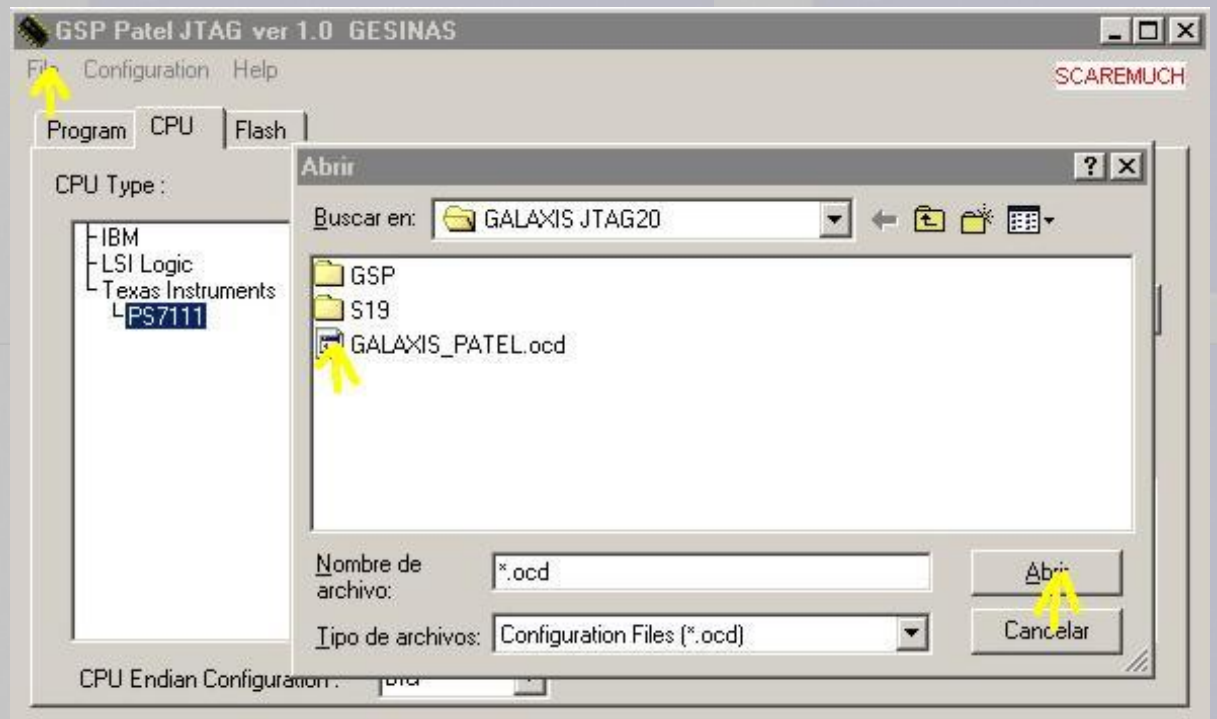 GSP Patel JTAG ver 1.0 GESINAS
File Configuration Help
SCAREMUCH
Program CPU Flash
CPU Type :
IBM
LSI Logic
Texas Instruments
PS7111
Abrir
Buscar en: GALAXIS JTAG20
GSP
S19
GALAXIS_PATEL.ocd
Nombre de
archivo:
*.ocd
Abrir
Tipo de archivos: Configuration Files (*.ocd)
Cancelar
CPU Endian Configuration :